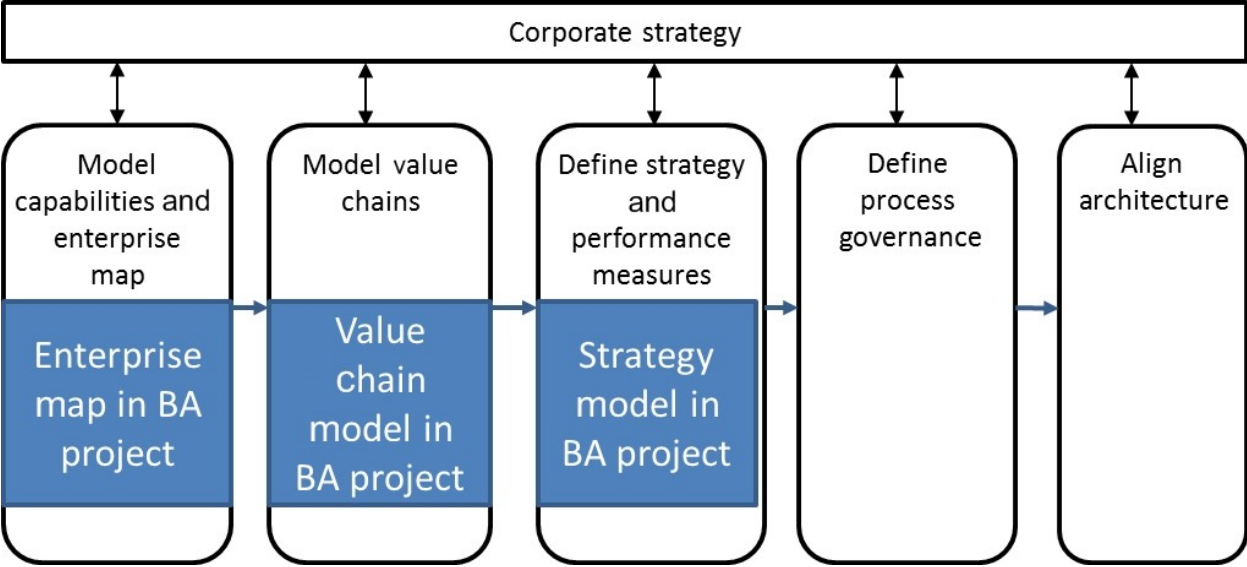 Corporate strategy
Model
capabilities and
enterprise
map
Model value
chains
Define strategy
and
performance
measures
Define
process
governance
Align
architecture
Enterprise
map in BA
project
Value
chain
model in
BA project
Strategy
model in
BA project